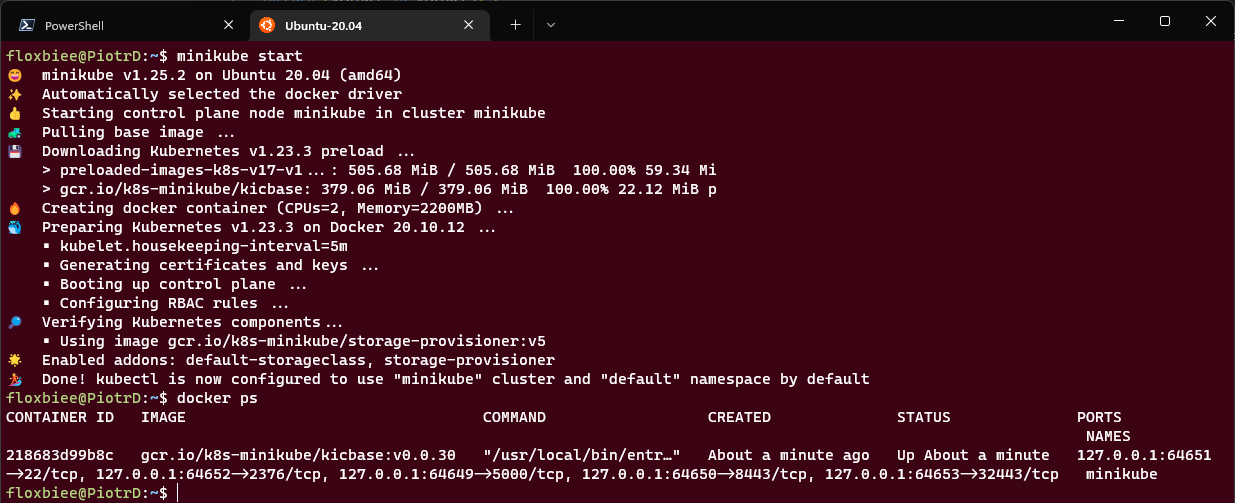 PowerShell
Ubuntu-20.04
floxbiee@PiotrD:~$ minikube start
😄 minikube v1.25.2 on Ubuntu 20.04 (amd64)
✨ Automatically selected the docker driver
👍 Starting control plane node minikube in cluster minikube
🚜 Pulling base image ...
💾 Downloading Kubernetes v1.23.3 preload ...
> preloaded-images-k8s-v17-v1...: 505.68 MiB / 505.68 MiB 100.00% 59.34 Mi
> gcr.io/k8s-minikube/kicbase: 379.06 MiB / 379.06 MiB 100.00% 22.12 MiB p
🔥 Creating docker container (CPUs=2, Memory=2200MB) ...
🐳 Preparing Kubernetes v1.23.3 on Docker 20.10.12 ...
▪ kubelet.housekeeping-interval=5m
▪ Generating certificates and keys ...
▪ Booting up control plane ...
▪ Configuring RBAC rules ...
🔎 Verifying Kubernetes components...
▪ Using image gcr.io/k8s-minikube/storage-provisioner:v5
🌟 Enabled addons: default-storageclass, storage-provisioner
🏄 Done! kubectl is now configured to use "minikube" cluster and "default" namespace by default
floxbiee@PiotrD:~$ docker ps
CONTAINER ID IMAGE COMMAND CREATED STATUS PORTS
NAMES
218683d99b8c gcr.io/k8s-minikube/kicbase:v0.0.30 "/usr/local/bin/entr…" About a minute ago Up About a minute 127.0.0.1:64651
->22/tcp, 127.0.0.1:64652->2376/tcp, 127.0.0.1:64649->5000/tcp, 127.0.0.1:64650->8443/tcp, 127.0.0.1:64653->32443/tcp minikube
floxbiee@PiotrD:~$